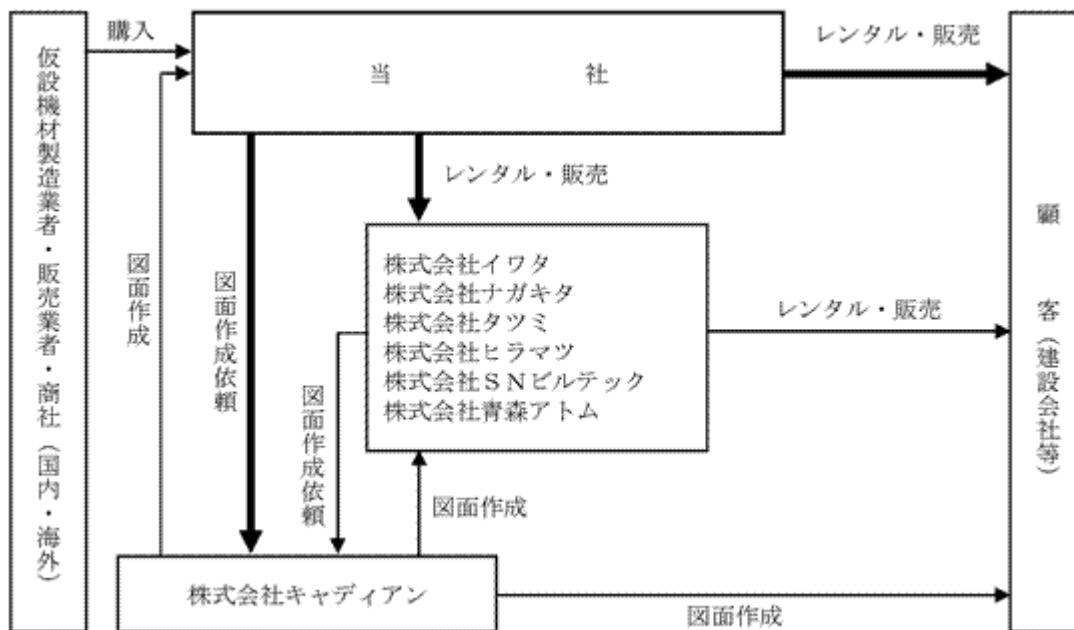 仮設機材製造業者・販売業者・商社(国内・海外)
購入
当 社
レンタル・販売
レンタル・販売
図面作成
図面作成依頼
株式会社イワタ
株式会社ナガキタ
株式会社タツミ
株式会社ヒラマツ
株式会社SNビルテック
株式会社青森アトム
レンタル・販売
図面作成依頼
図面作成
株式会社キャディアン
図面作成
顧 客(建設会社等)